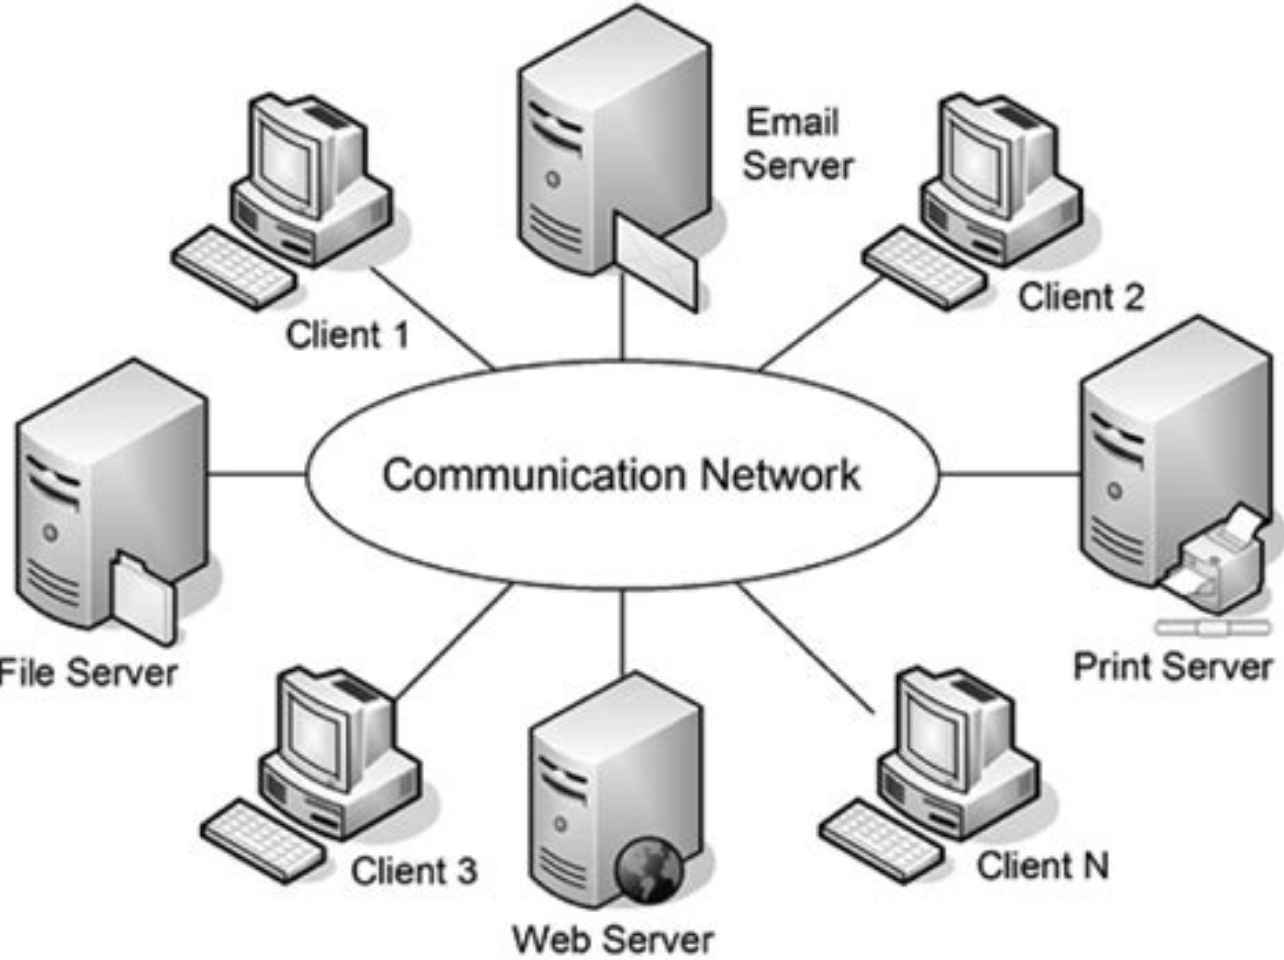 Email
Server
Client 1
Client 2
Communication Network
File Server
Print Server
Client 3
Client N
Web Server